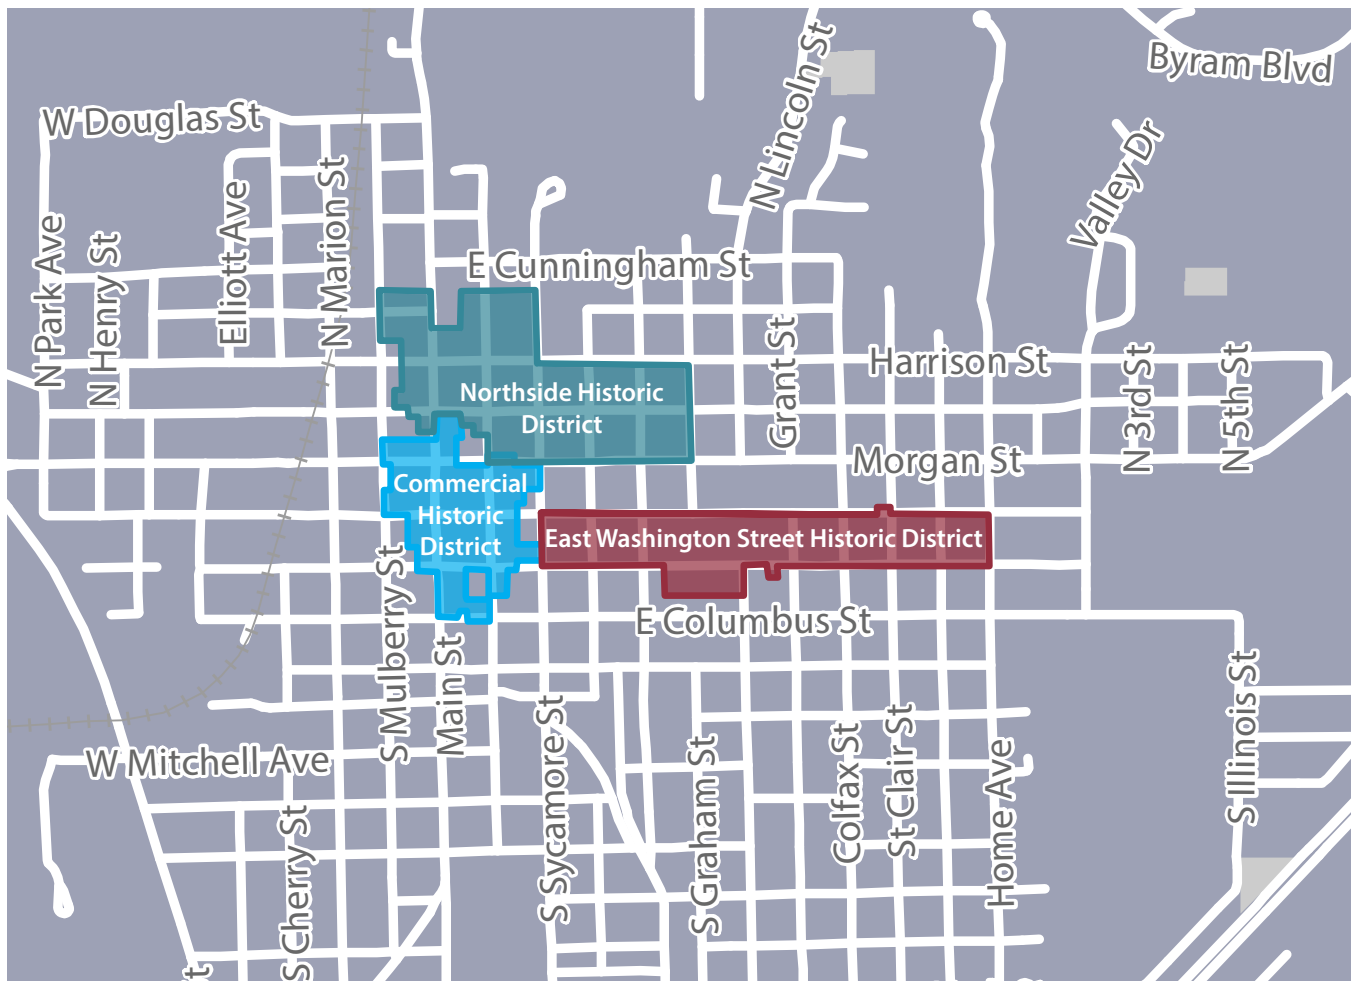 Byram Blvd
W Douglas St
N Lincoln St
Valley Dr
N Marion St
Elliott Ave
N Park Ave
N Henry St
E Cunningham St
Grant St
Harrison St
N 3rd St
N 5th St
Northside Historic
District
Morgan St
Commercial
Historic
District
East Washington Street Historic District
E Columbus St
S Mulberry St
Main St
S Illinois St
W Mitchell Ave
S Sycamore St
S Graham St
Colfax St
St Clair St
Home Ave
S Cherry St